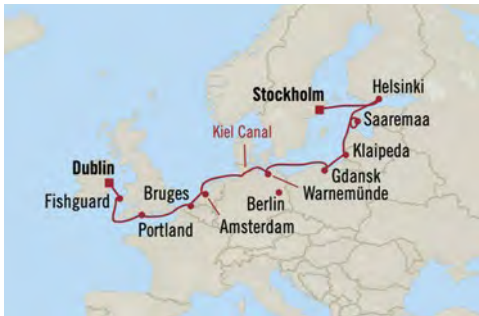 Helsinki
Stockholm
Saaremaa
Kiel Canal
Klaipeda
Dublin
Gdansk
Fishguard
Bruges
Warnemünde
Berlin
Portland
Amsterdam